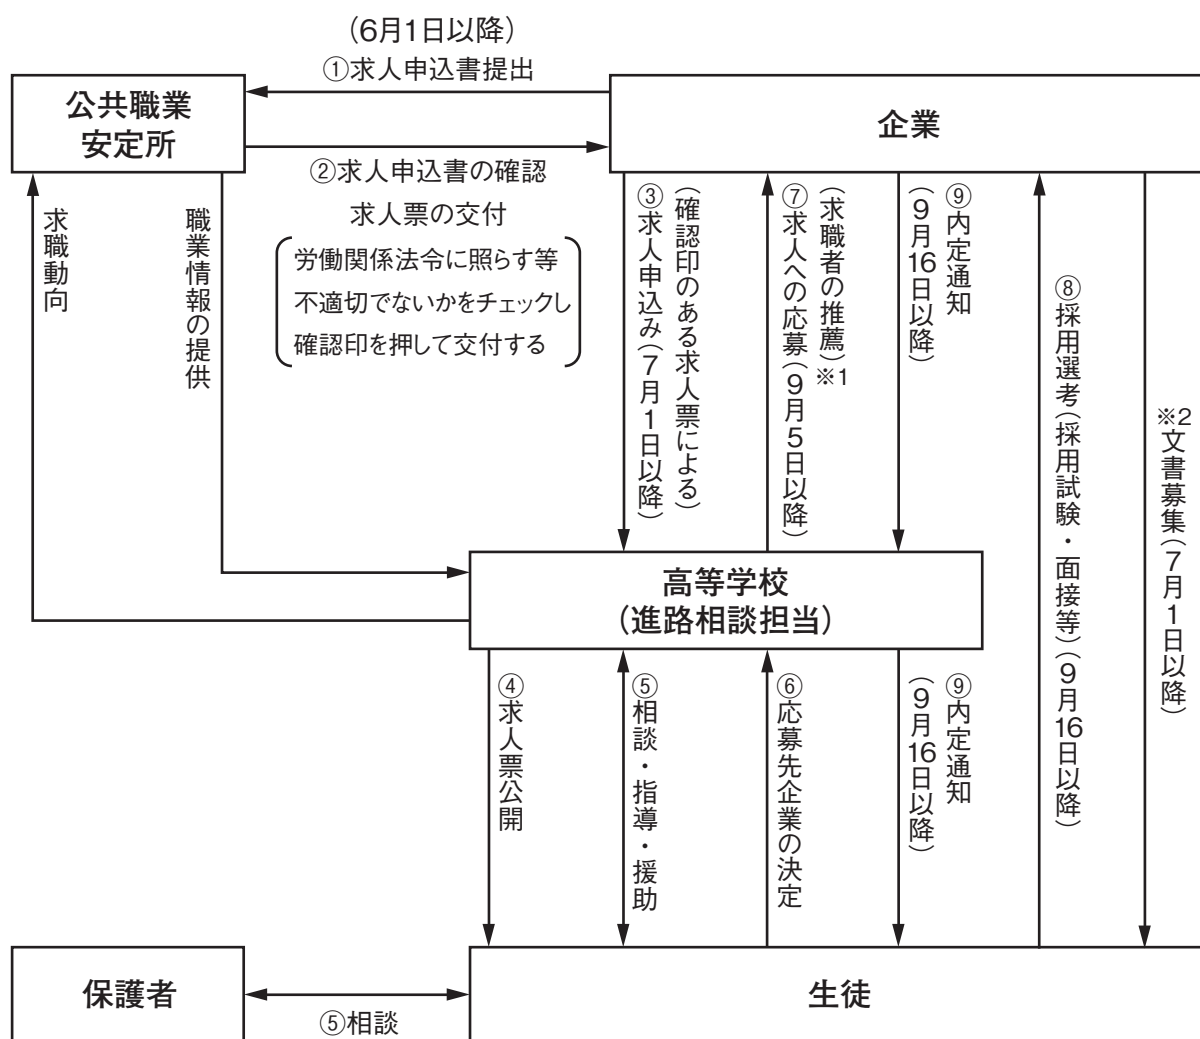 (6月1日以降)
①求人申込書提出
公共職業
安定所
企業
②求人申込書の確認
求人票の交付
労働関係法令に照らす等
不適切でないかをチェックし
確認印を押して交付する
求職動向
職業情報の提供
③求人申込み(7月1日以降)
(確認印のある求人票による)
⑦求人への応募(9月5日以降)
(求職者の推薦)※1
⑨内定通知
(9月16日以降)
⑧採用選考(採用試験・面接等)(9月16日以降)
※2文書募集(7月1日以降)
高等学校
(進路相談担当)
④求人票公開
⑤相談・指導・援助
⑥応募先企業の決定
⑨内定通知
(9月16日以降)
保護者
⑤相談
生徒